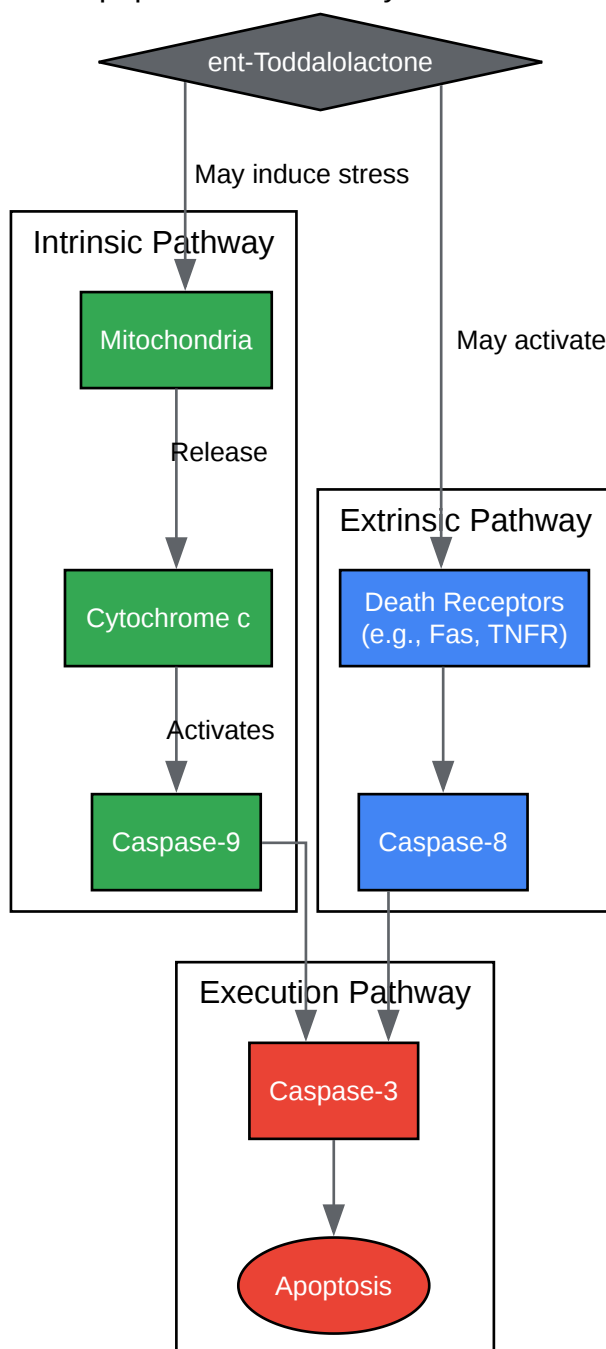 ent-Toddalolactone
May induce stress
Intrinsic Pathway
Mitochondria
May activate
Release
Extrinsic Pathway
Cytochrome c
Death Receptors
(e.g., Fas, TNFR)
Activates
Caspase-9
Caspase-8
Execution Pathway
Caspase-3
Apoptosis